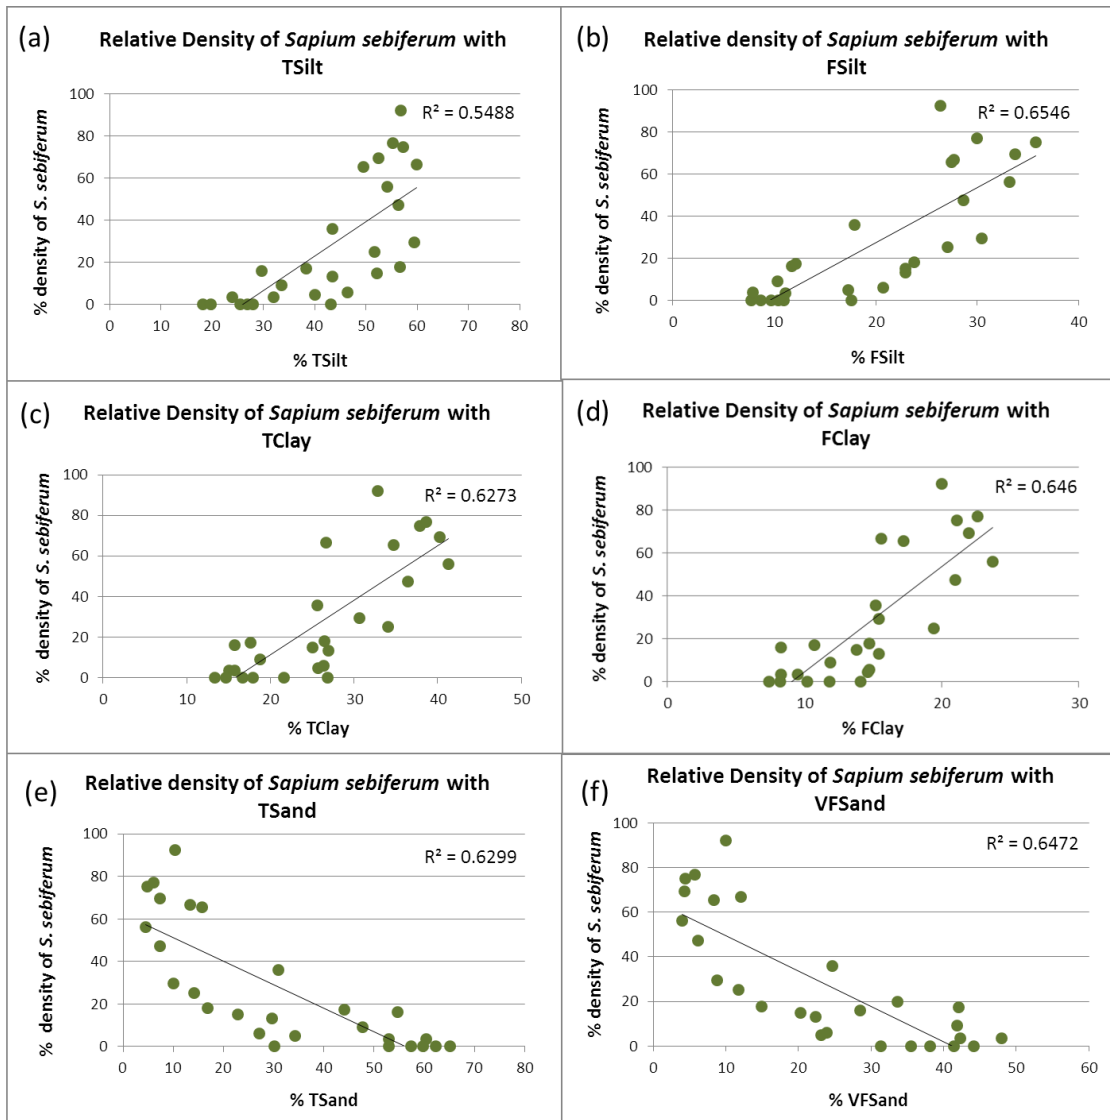 (a)
Relative Density of Sapium sebiferum with
TSilt
R² = 0.5488
% density of S. sebiferum
100
80
60
40
20
0
0 10 20 30 40 50 60 70 80
% TSilt
(b)
Relative density of Sapium sebiferum with
FSilt
R² = 0.6546
% density of S. sebiferum
100
80
60
40
20
0
0 10 20 30 40
% FSilt
(c)
Relative Density of Sapium sebiferum with
TClay
R² = 0.6273
% density of S. sebiferum
100
80
60
40
20
0
0 10 20 30 40 50
% TClay
(d)
Relative Density of Sapium sebiferum with
FClay
R² = 0.646
% density of S. sebiferum
100
80
60
40
20
0
0 10 20 30
% FClay
(e)
Relative density of Sapium sebiferum with
TSand
R² = 0.6299
% density of S. sebiferum
100
80
60
40
20
0
0 10 20 30 40 50 60 70 80
% TSand
(f)
Relative Density of Sapium sebiferum with
VFSand
R² = 0.6472
% density of S. sebiferum
100
80
60
40
20
0
0 10 20 30 40 50 60
% VFSand